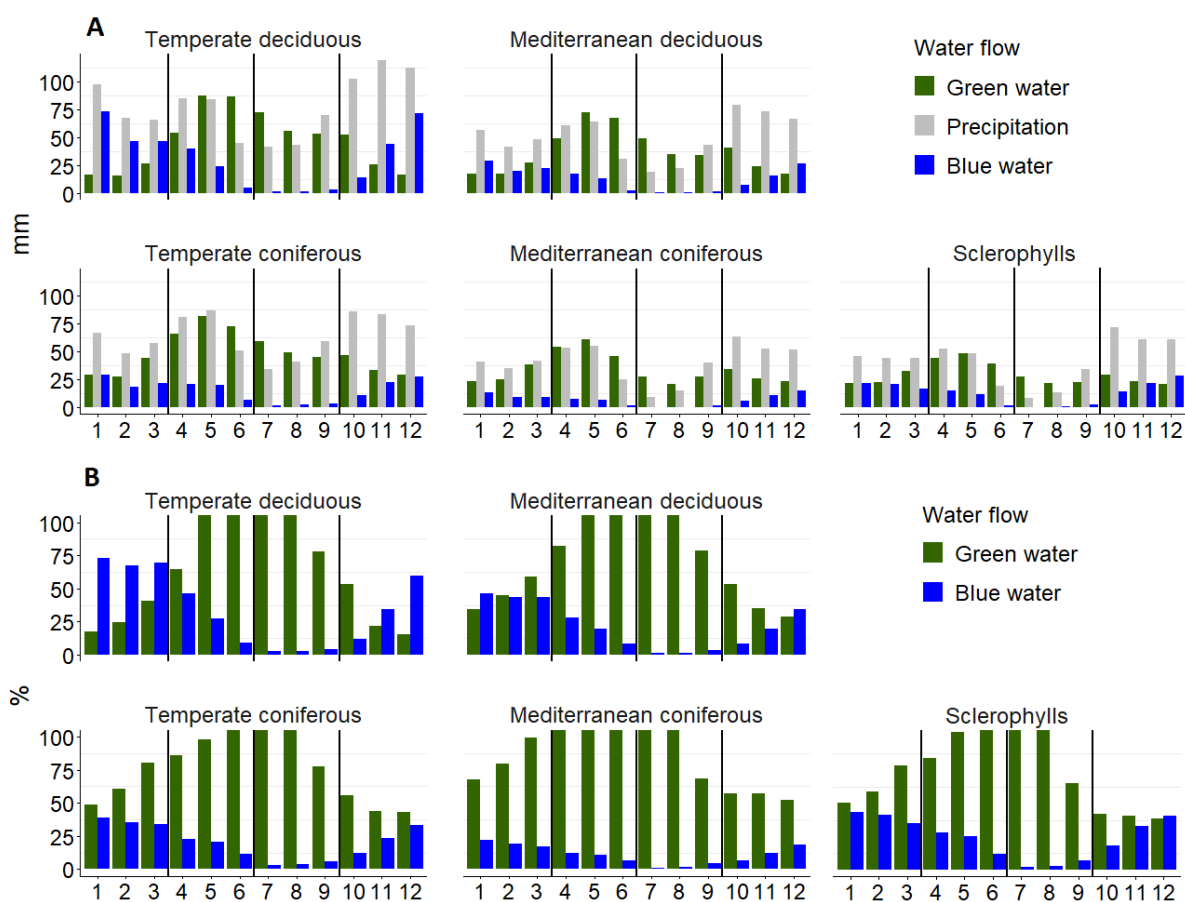 A
Temperate deciduous
Mediterranean deciduous
Water flow
Green water
Precipitation
Blue water
100
75
50
25
0
mm
Temperate coniferous
Mediterranean coniferous
Sclerophylls
100
75
50
25
0
1 2 3 4 5 6 7 8 9 10 11 12
1 2 3 4 5 6 7 8 9 10 11 12
1 2 3 4 5 6 7 8 9 10 11 12
B
Temperate deciduous
Mediterranean deciduous
Water flow
Green water
Blue water
100
75
50
25
0
%
Temperate coniferous
Mediterranean coniferous
Sclerophylls
100
75
50
25
0
1 2 3 4 5 6 7 8 9 10 11 12
1 2 3 4 5 6 7 8 9 10 11 12
1 2 3 4 5 6 7 8 9 10 11 12